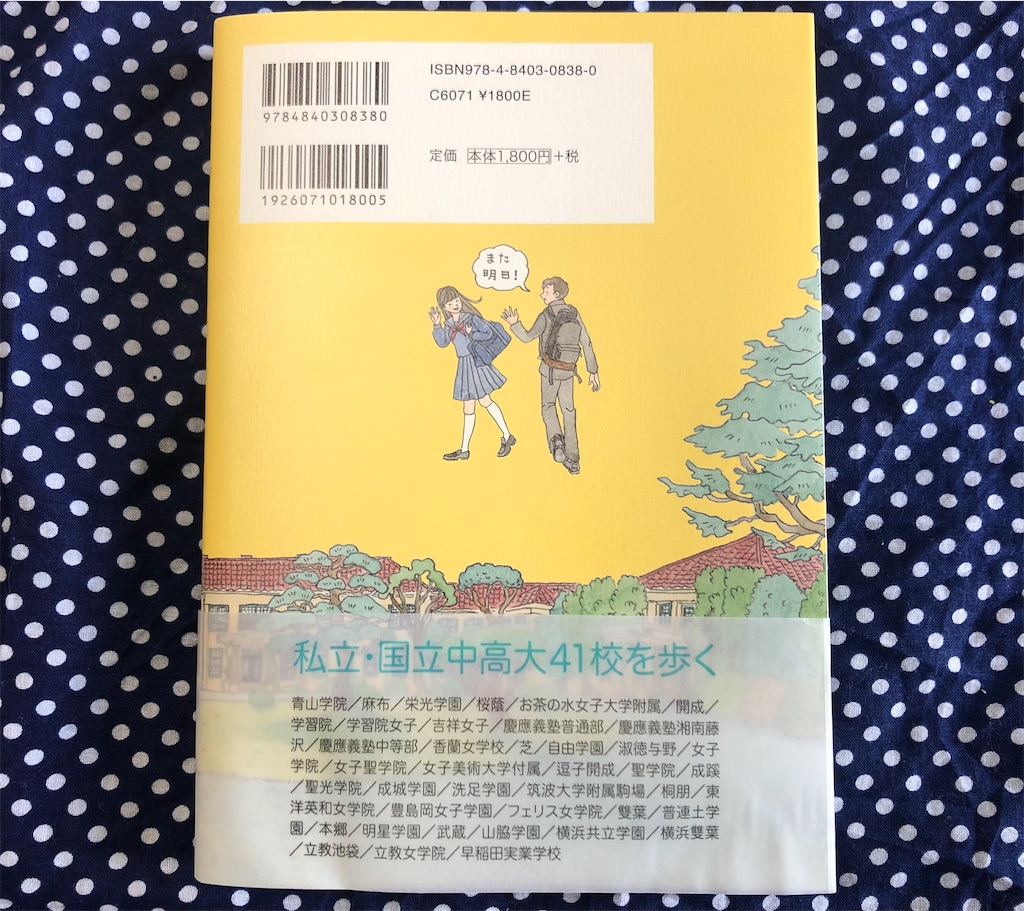 ISBN978-4-8403-0838-0
C6071 ¥1800E
9784840308380
定価 本体1,800円+税
1926071018005
また
明日!
私立・国立中高大41校を歩く
青山学院/麻布/栄光学園/桜蔭/お茶の水女子大学附属/開成/
学習院/学習院女子/吉祥女子/慶應義塾普通部/慶應義塾湘南藤
沢/慶應義塾中等部/香蘭女学校/芝/自由学園/淑徳与野/女子
学院/女子聖学院/女子美術大学付属/逗子開成/聖学院/成蹊
/聖光学院/成城学園/洗足学園/筑波大学附属駒場/桐朋/東
洋英和女学院/豊島岡女子学園/フェリス女学院/雙葉/普連土学
園/本郷/明星学園/武蔵/山脇学園/横浜共立学園/横浜雙葉
/立教池袋/立教女学院/早稲田実業学校